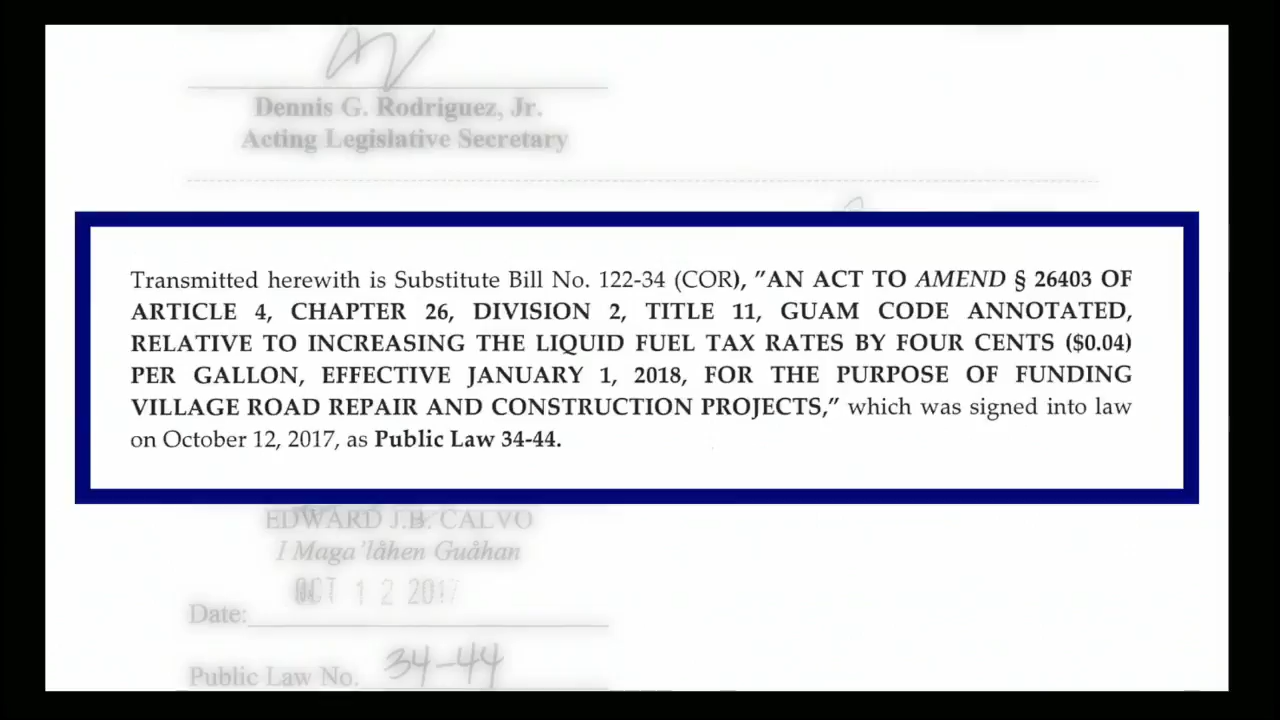 Dennis G. Rodriguez, Jr.
Acting Legislative Secretary
Transmitted herewith is Substitute Bill No. 122-34 (COR), "AN ACT TO AMEND § 26403 OF
ARTICLE 4, CHAPTER 26, DIVISION 2, TITLE 11, GUAM CODE ANNOTATED,
RELATIVE TO INCREASING THE LIQUID FUEL TAX RATES BY FOUR CENTS ($0.04)
PER GALLON, EFFECTIVE JANUARY 1, 2018, FOR THE PURPOSE OF FUNDING
VILLAGE ROAD REPAIR AND CONSTRUCTION PROJECTS," which was signed into law
on October 12, 2017, as Public Law 34-44.
EDWARD J.B. CALVO
I Maga'låhen Guåhan
OCT 12 2017
Date:
Public Law No. 34-44